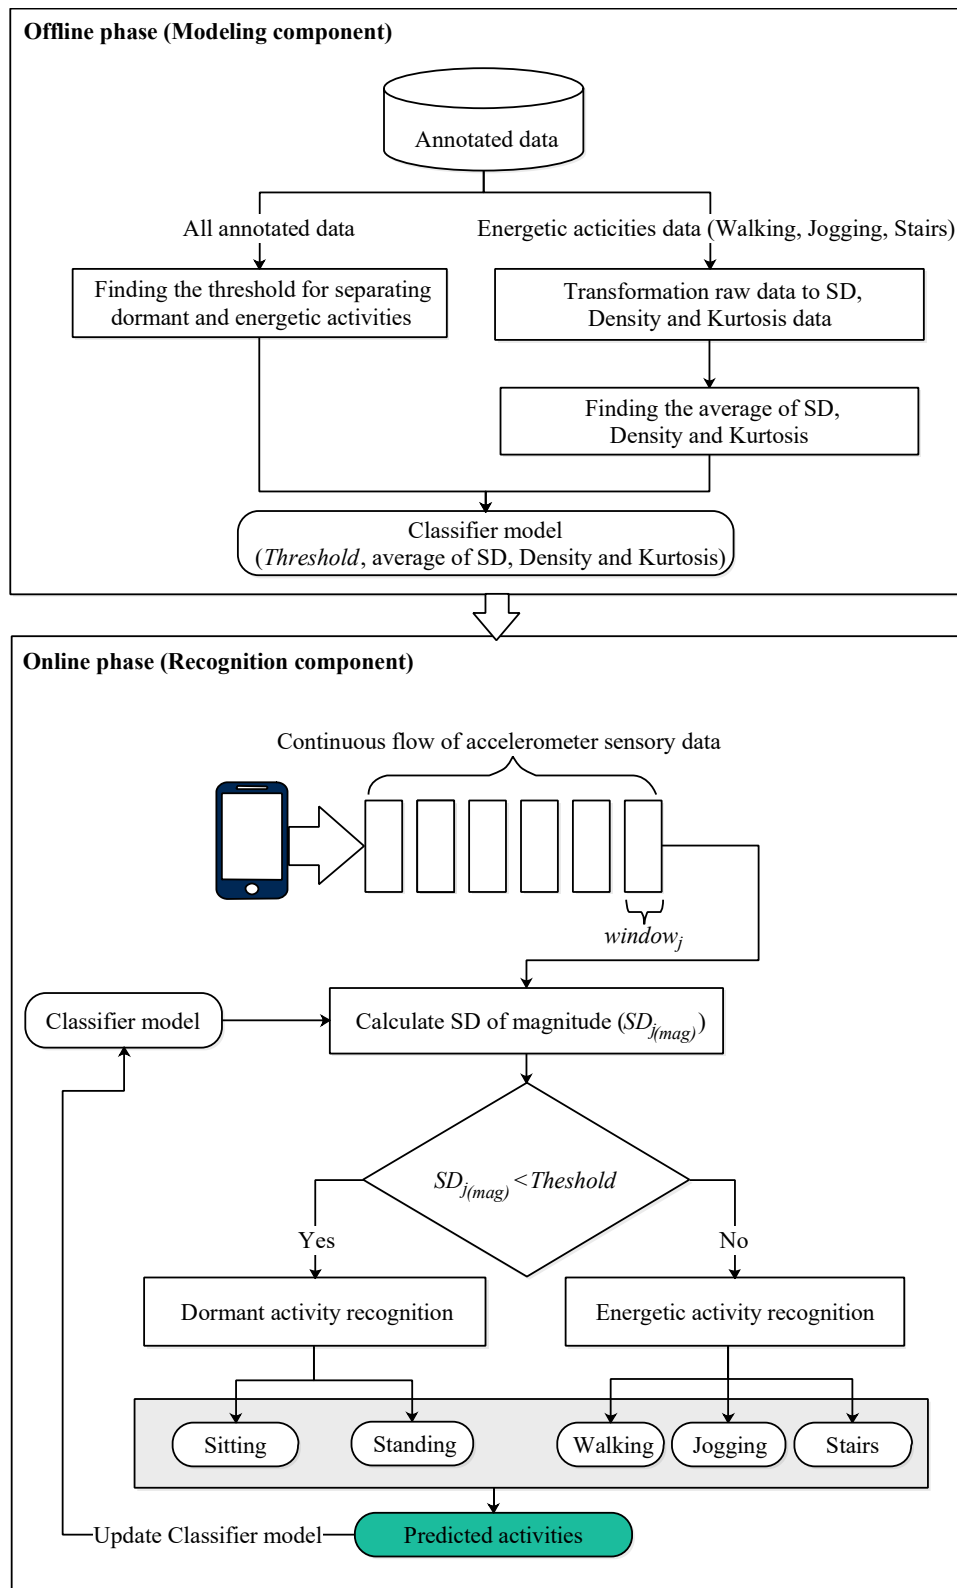 Offline phase (Modeling component)
Annotated data
All annotated data
Energetic acticities data (Walking, Jogging, Stairs)
Finding the threshold for separating
dormant and energetic activities
Transformation raw data to SD,
Density and Kurtosis data
Finding the average of SD,
Density and Kurtosis
Classifier model
(Threshold, average of SD, Density and Kurtosis)
Online phase (Recognition component)
Continuous flow of accelerometer sensory data
window_j
Classifier model
Calculate SD of magnitude (SD_j(mag))
SD_j(mag) < Theshold
Yes
No
Dormant activity recognition
Energetic activity recognition
Sitting
Standing
Walking
Jogging
Stairs
Update Classifier model
Predicted activities